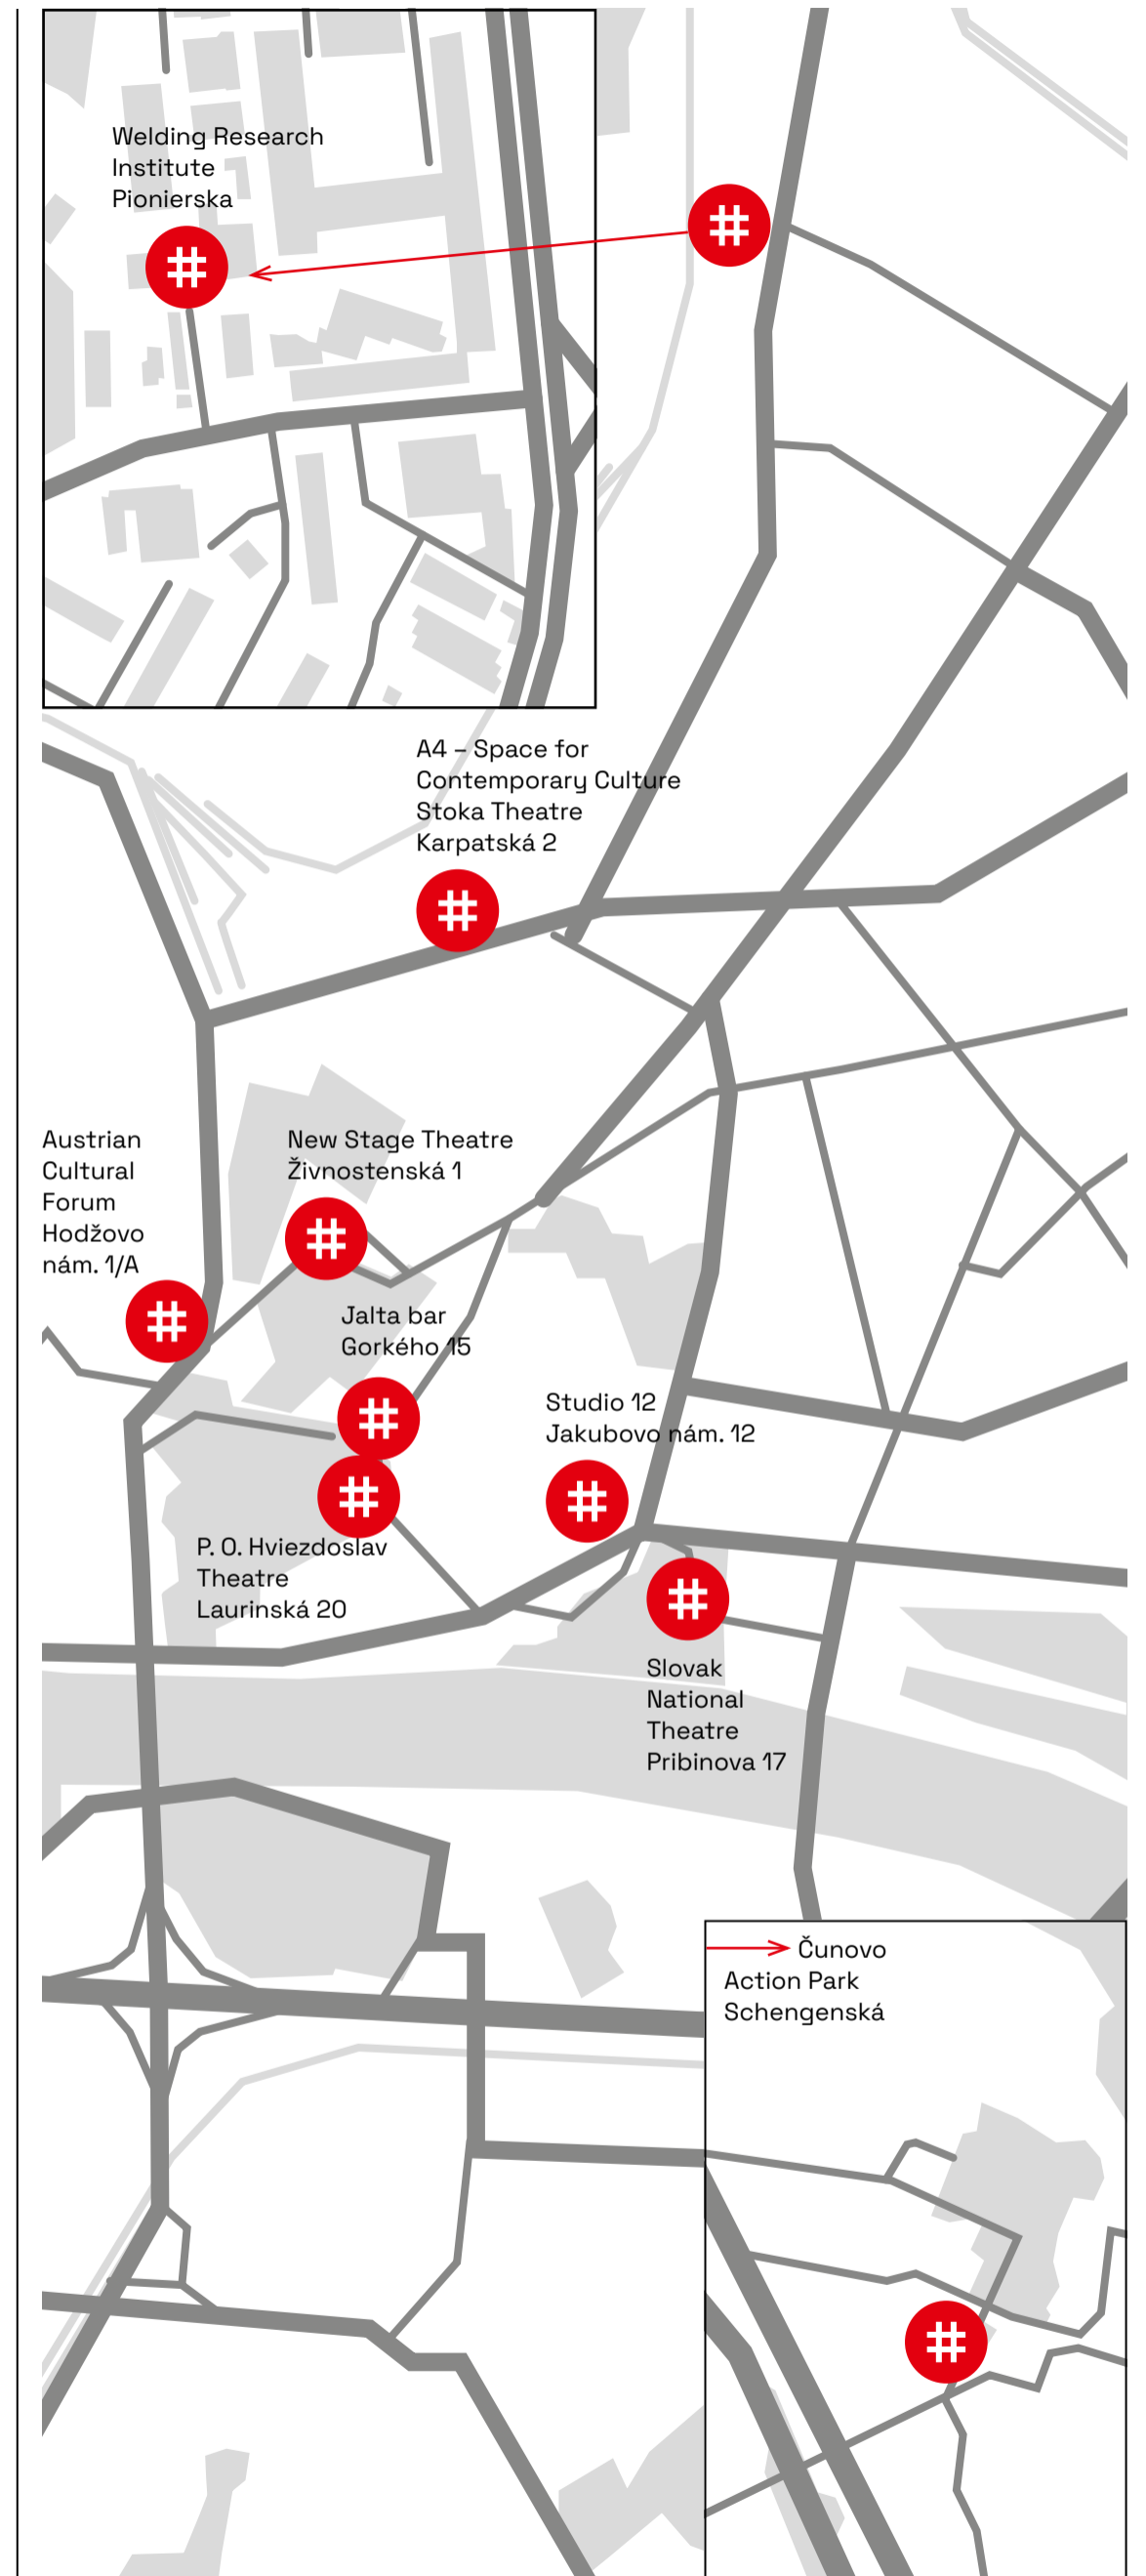 Welding Research
Institute
Pionierska
#
#
A4 – Space for
Contemporary Culture
Stoka Theatre
Karpatská 2
#
Austrian
Cultural
Forum
Hodžovo
nám. 1/A
#
New Stage Theatre
Živnostenská 1
#
Jalta bar
Gorkého 15
#
#
P. O. Hviezdoslav
Theatre
Laurinská 20
Studio 12
Jakubovo nám. 12
#
#
Slovak
National
Theatre
Pribinova 17
Čunovo
Action Park
Schengenská
#